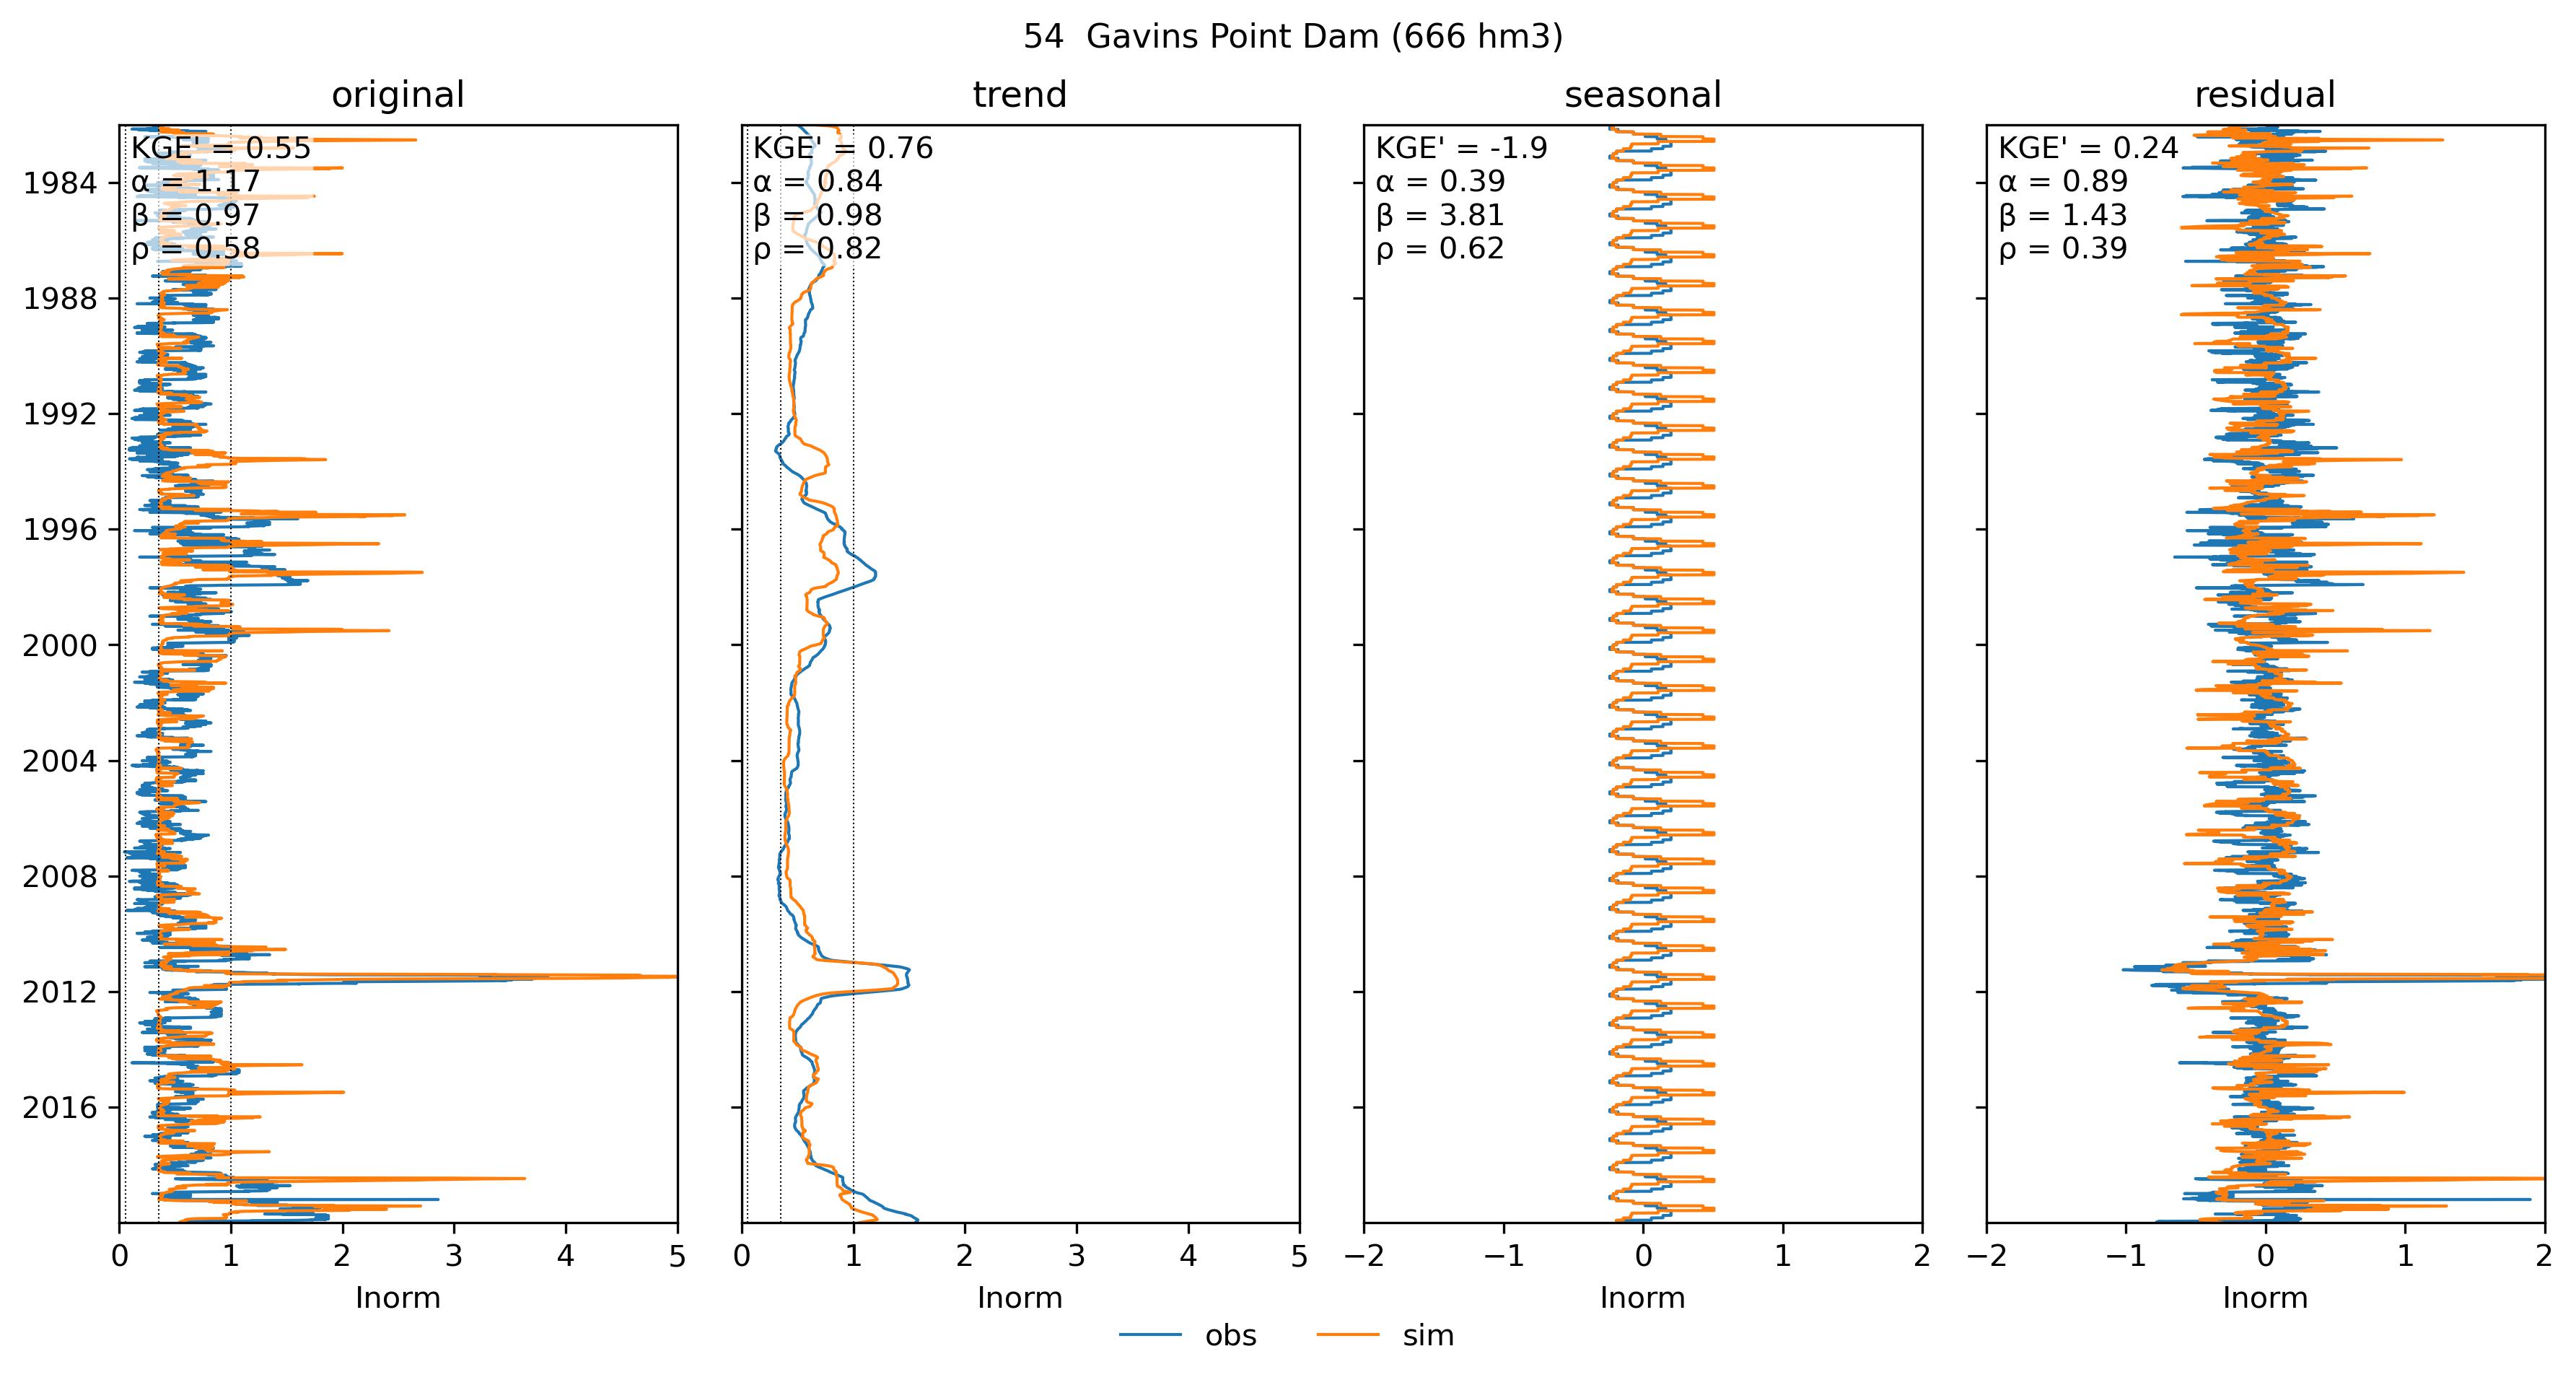 54  Gavins Point Dam (666 hm3)
original
trend
seasonal
residual
KGE' = 0.55
α = 1.17
β = 0.97
ρ = 0.58
KGE' = 0.76
α = 0.84
β = 0.98
ρ = 0.82
KGE' = -1.9
α = 0.39
β = 3.81
ρ = 0.62
KGE' = 0.24
α = 0.89
β = 1.43
ρ = 0.39
1984
1988
1992
1996
2000
2004
2008
2012
2016
0 1 2 3 4 5
0 1 2 3 4 5
−2 −1 0 1 2
−2 −1 0 1 2
Inorm
Inorm
Inorm
Inorm
obs sim